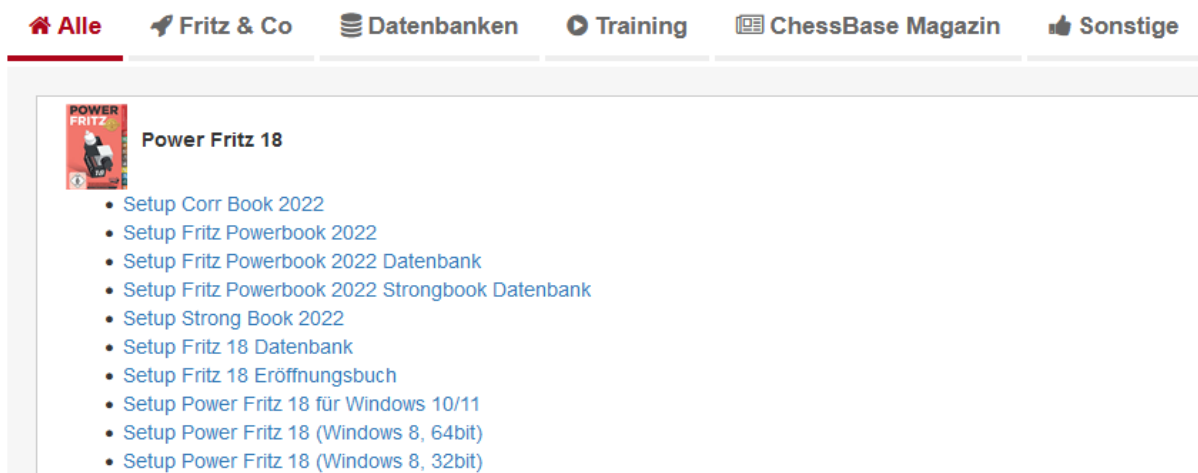 Alle Fritz & Co Datenbanken Training ChessBase Magazin Sonstige
POWER
FRITZ
18
Power Fritz 18
Setup Corr Book 2022
Setup Fritz Powerbook 2022
Setup Fritz Powerbook 2022 Datenbank
Setup Fritz Powerbook 2022 Strongbook Datenbank
Setup Strong Book 2022
Setup Fritz 18 Datenbank
Setup Fritz 18 Eröffnungsbuch
Setup Power Fritz 18 für Windows 10/11
Setup Power Fritz 18 (Windows 8, 64bit)
Setup Power Fritz 18 (Windows 8, 32bit)